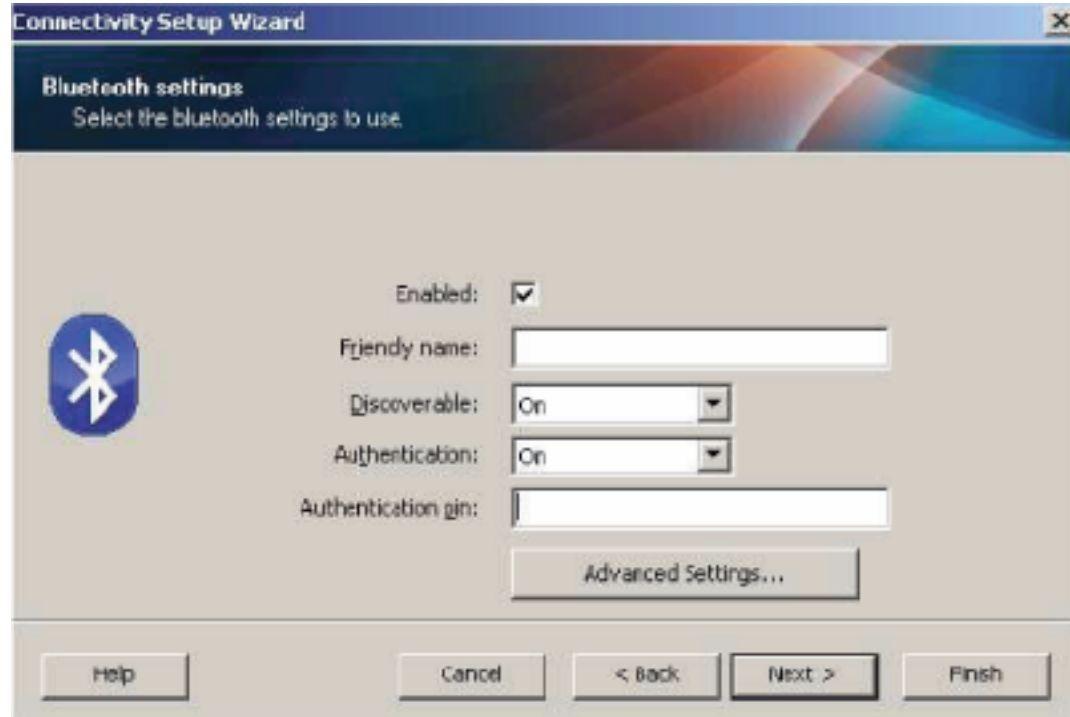 Connectivity Setup Wizard
Bluetooth settings
Select the bluetooth settings to use.
Enabled:
Friendly name:
Discoverable: On
Authentication: On
Authentication pin:
Advanced Settings...
Help Cancel < Back Next > Finish